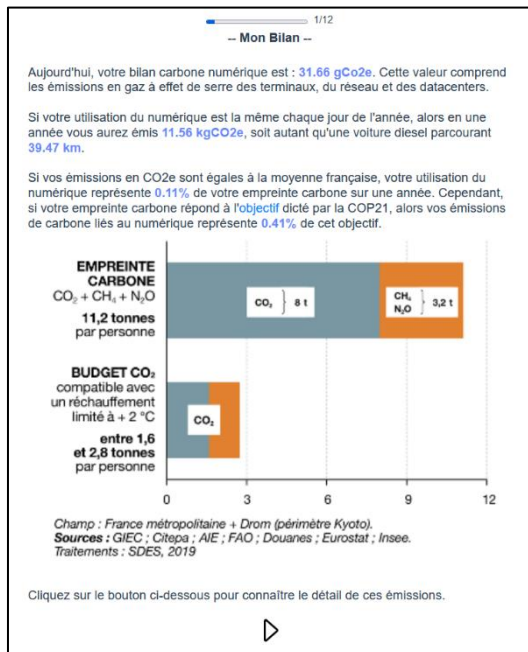 1/12
-- Mon Bilan --
Aujourd'hui, votre bilan carbone numérique est : 31.66 gCo2e. Cette valeur comprend
les émissions en gaz à effet de serre des terminaux, du réseau et des datacenters.
Si votre utilisation du numérique est la même chaque jour de l'année, alors en une
année vous aurez émis 11.56 kgCO2e, soit autant qu'une voiture diesel parcourant
39.47 km.
Si vos émissions en CO2e sont égales à la moyenne française, votre utilisation du
numérique représente 0.11% de votre empreinte carbone sur une année. Cependant,
si votre empreinte carbone répond à l'objectif dicté par la COP21, alors vos émissions
de carbone liés au numérique représente 0.41% de cet objectif.
EMPREINTE
CARBONE
CO₂ + CH₄ + N₂O
11,2 tonnes
par personne
CO₂ } 8 t
CH₄
N₂O } 3,2 t
BUDGET CO₂
compatible avec
un réchauffement
limité à + 2 °C
entre 1,6
et 2,8 tonnes
par personne
CO₂
0 3 6 9 12
Champ : France métropolitaine + Drom (périmètre Kyoto).
Sources : GIEC ; Citepa ; AIE ; FAO ; Douanes ; Eurostat ; Insee.
Traitements : SDES, 2019
Cliquez sur le bouton ci-dessous pour connaître le détail de ces émissions.